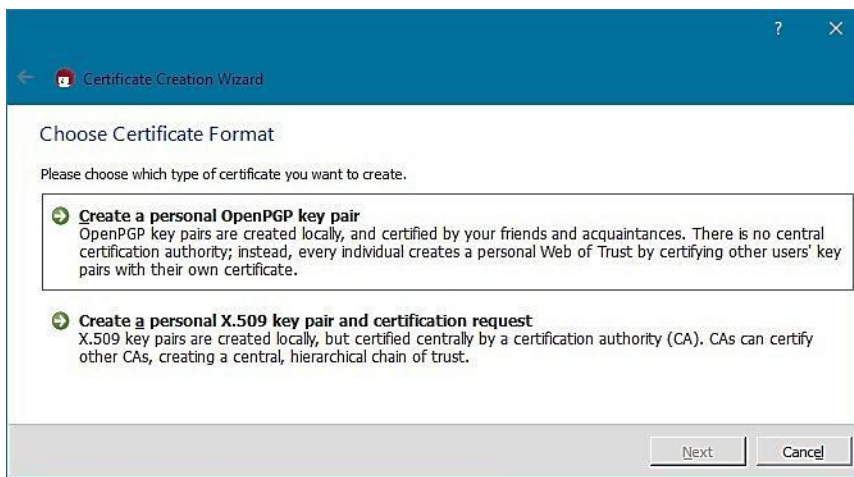 ?
Certificate Creation Wizard
Choose Certificate Format
Please choose which type of certificate you want to create.
Create a personal OpenPGP key pair
OpenPGP key pairs are created locally, and certified by your friends and acquaintances. There is no central
certification authority; instead, every individual creates a personal Web of Trust by certifying other users' key
pairs with their own certificate.
Create a personal X.509 key pair and certification request
X.509 key pairs are created locally, but certified centrally by a certification authority (CA). CAs can certify
other CAs, creating a central, hierarchical chain of trust.
Next Cancel